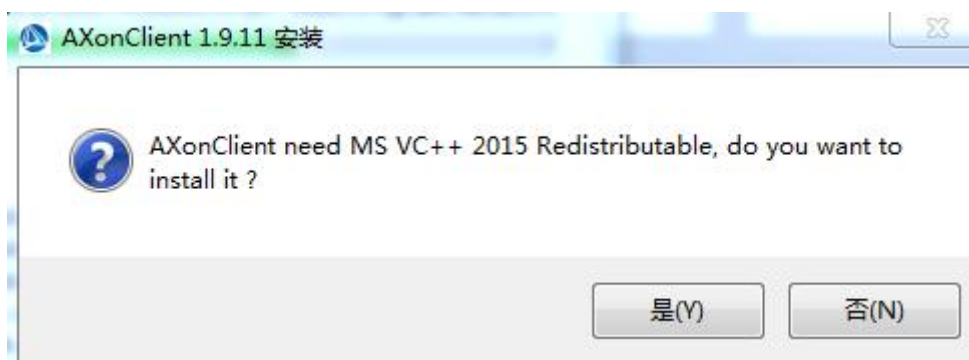 AXonClient 1.9.11 安装
AXonClient need MS VC++ 2015 Redistributable, do you want to
install it ?
是(Y)
否(N)